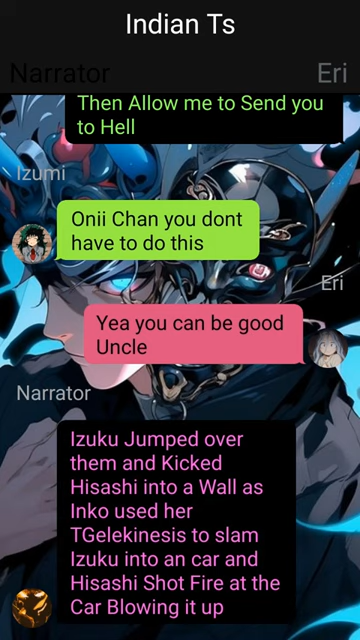 Indian Ts
Narrator
Eri
Then Allow me to Send you
to Hell
Izumi
Onii Chan you dont
have to do this
Eri
Yea you can be good
Uncle
Narrator
Izuku Jumped over
them and Kicked
Hisashi into a Wall as
Inko used her
TGelekinesis to slam
Izuku into an car and
Hisashi Shot Fire at the
Car Blowing it up